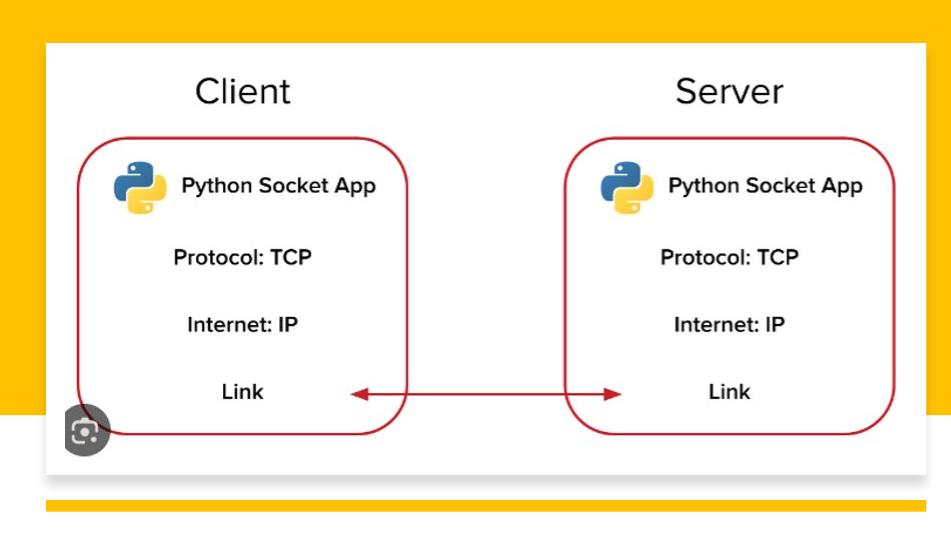 Client
Python Socket App
Protocol: TCP
Internet: IP
Link
Server
Python Socket App
Protocol: TCP
Internet: IP
Link